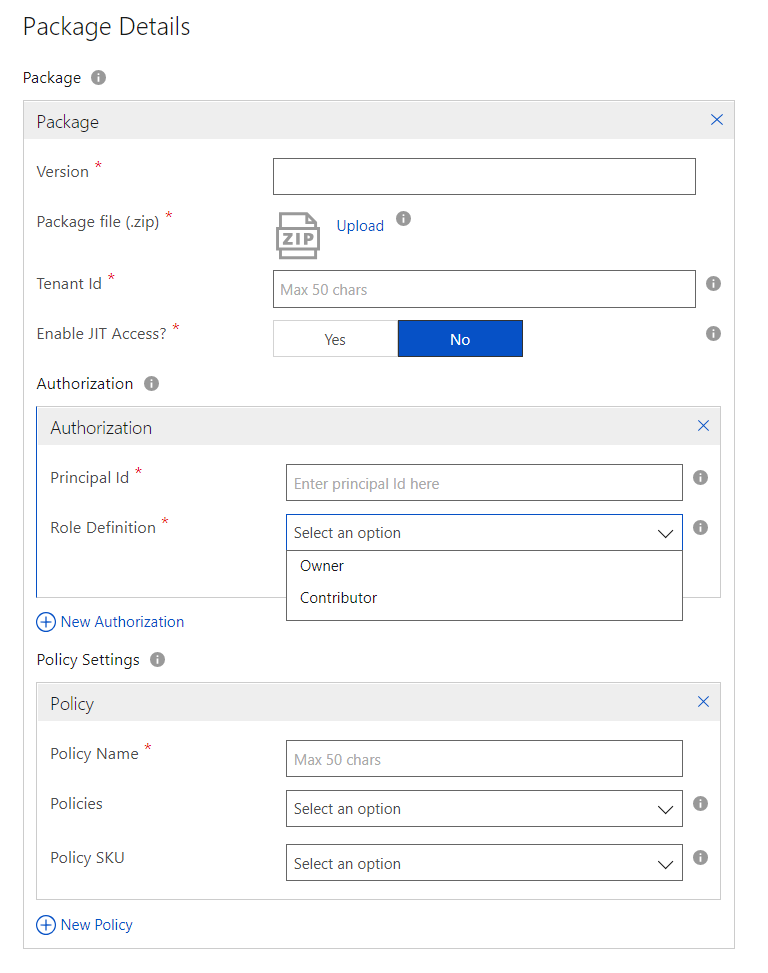 Package Details
Package
Package
Version *
Package file (.zip) *
ZIP Upload
Tenant Id *
Max 50 chars
Enable JIT Access? *
Yes No
Authorization
Authorization
Principal Id *
Enter principal Id here
Role Definition *
Select an option
Owner
Contributor
New Authorization
Policy Settings
Policy
Policy Name *
Max 50 chars
Policies
Select an option
Policy SKU
Select an option
New Policy